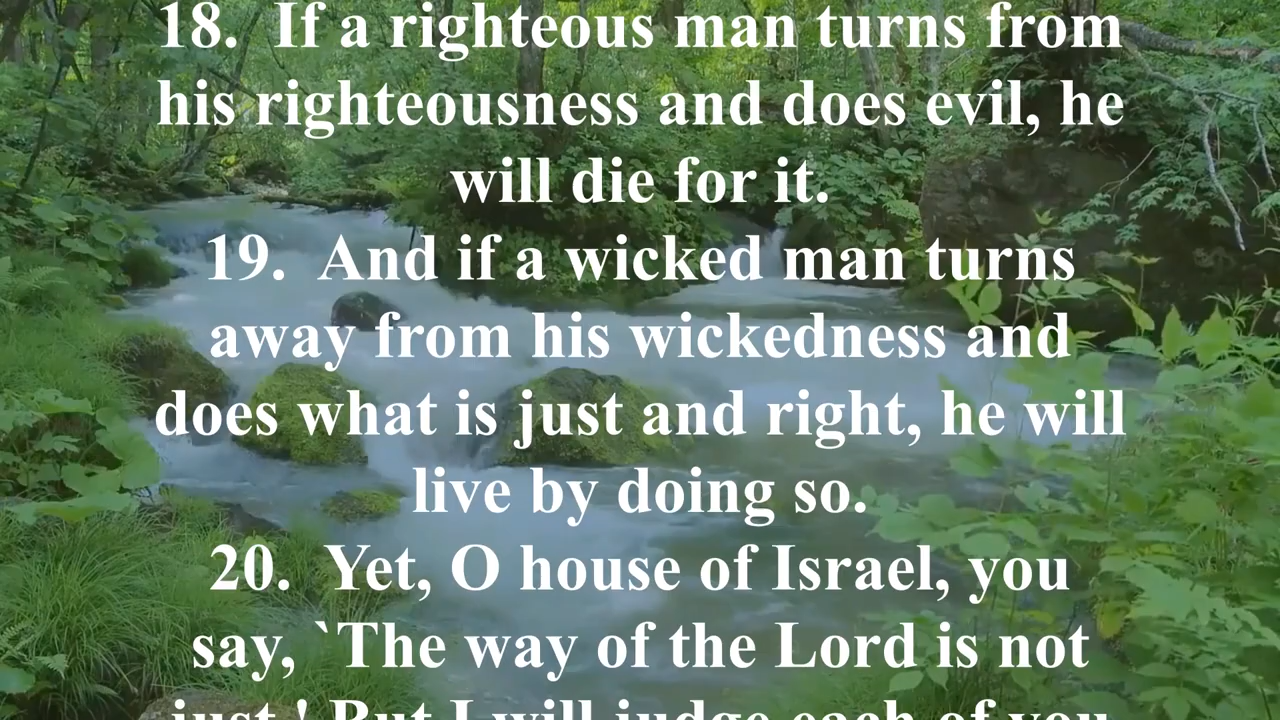 18.  If a righteous man turns from
his righteousness and does evil, he
will die for it.
19.  And if a wicked man turns
away from his wickedness and
does what is just and right, he will
live by doing so.
20.  Yet, O house of Israel, you
say, `The way of the Lord is not
just.' But I will judge each of you